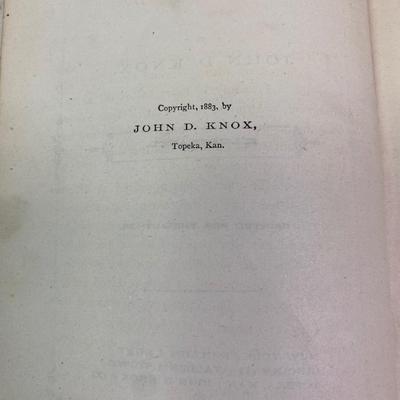 Copyright, 1883, by
JOHN D. KNOX,
Topeka, Kan.